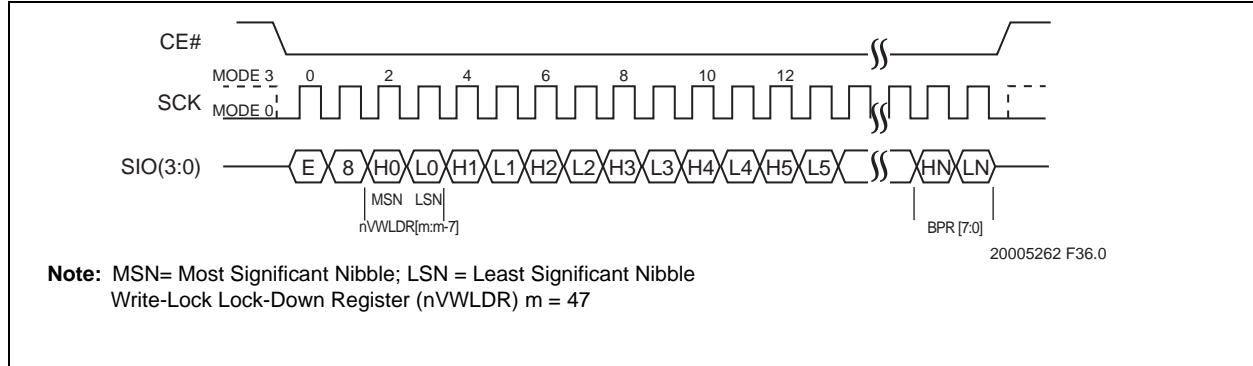 CE#
MODE 3 0 2 4 6 8 10 12
SCK
MODE 0
SIO(3:0) E 8 H0 L0 H1 L1 H2 L2 H3 L3 H4 L4 H5 L5 HN LN
MSN LSN
nVWLDR[m:m-7] BPR [7:0]
20005262 F36.0
Note: MSN= Most Significant Nibble; LSN = Least Significant Nibble
Write-Lock Lock-Down Register (nVWLDR) m = 47